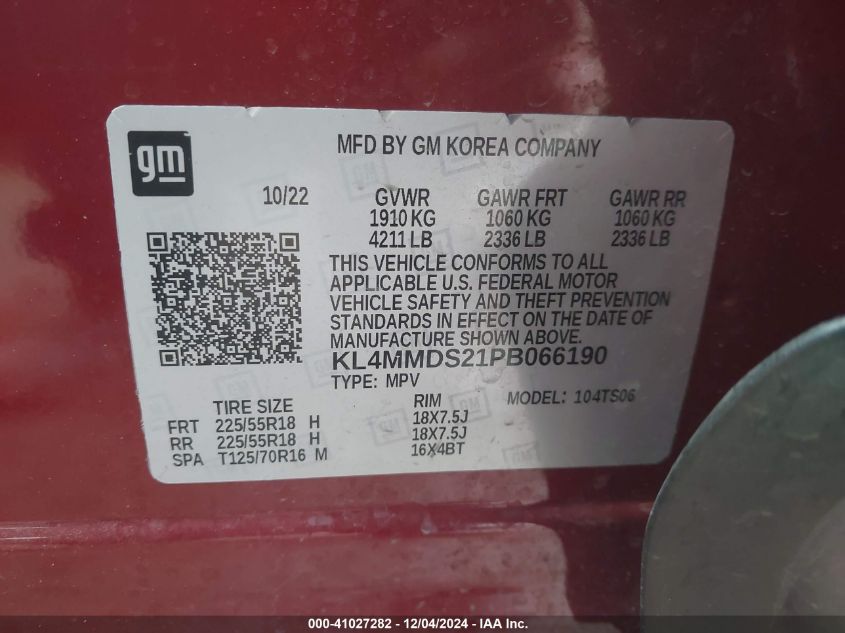 gm
MFD BY GM KOREA COMPANY
10/22 GVWR GAWR FRT GAWR RR
1910 KG 1060 KG 1060 KG
4211 LB 2336 LB 2336 LB
THIS VEHICLE CONFORMS TO ALL
APPLICABLE U.S. FEDERAL MOTOR
VEHICLE SAFETY AND THEFT PREVENTION
STANDARDS IN EFFECT ON THE DATE OF
MANUFACTURE SHOWN ABOVE.
KL4MMDS21PB066190
TYPE: MPV MODEL: 104TS06
TIRE SIZE RIM
FRT 225/55R18 H 18X7.5J
RR 225/55R18 H 18X7.5J
SPA T125/70R16 M 16X4BT
000-41027282 - 12/04/2024 - IAA Inc.